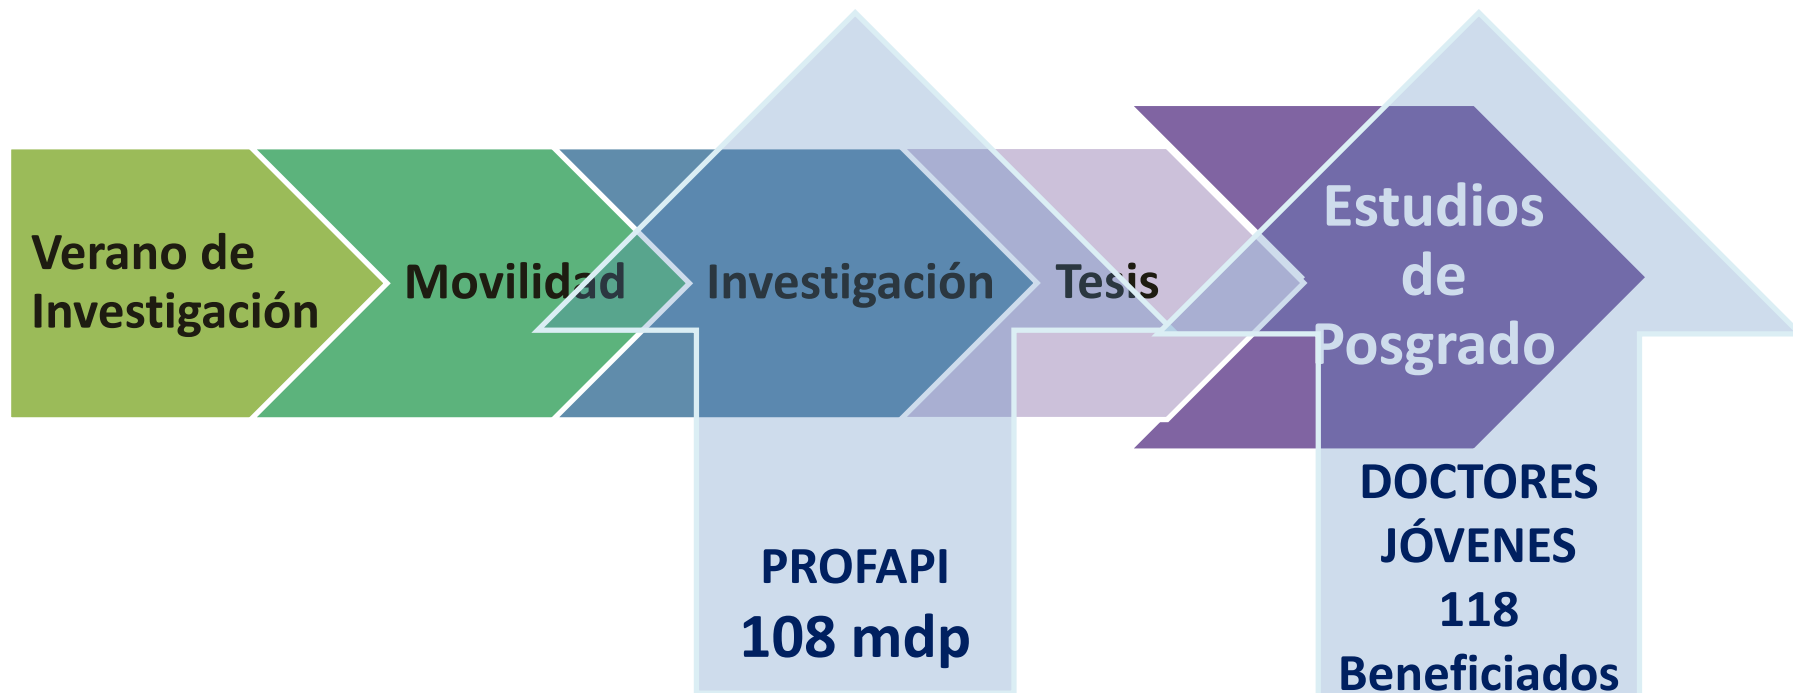 Verano de
Investigación
Movilidad
Investigación
Tesis
Estudios
de
Posgrado
PROFAPI
108 mdp
DOCTORES
JÓVENES
118
Beneficiados